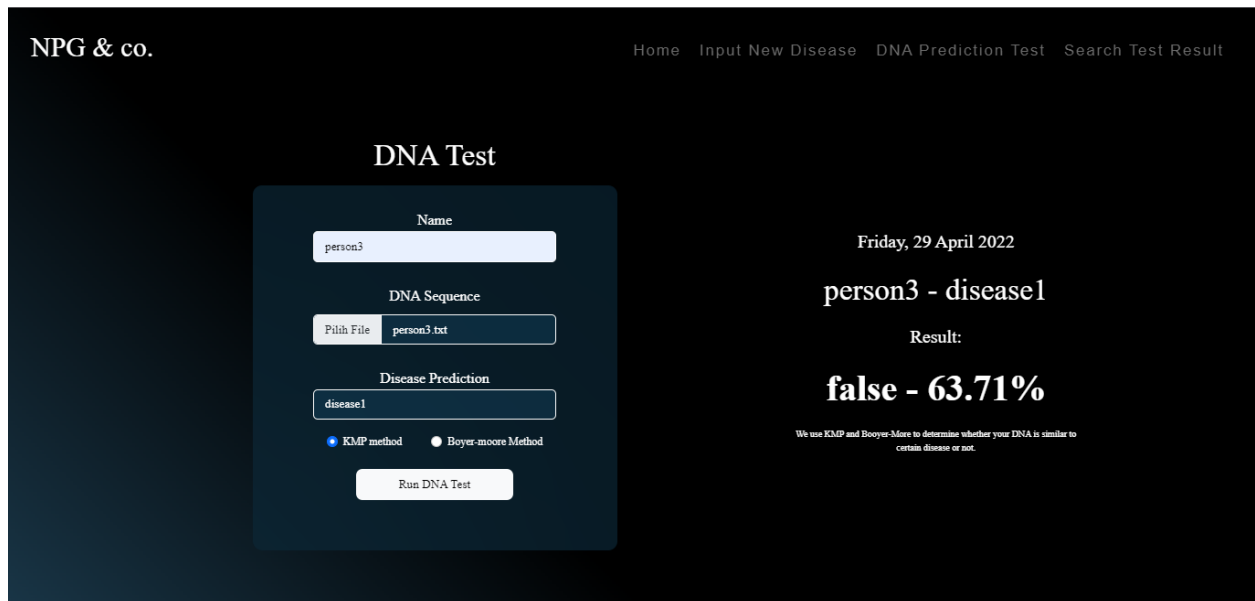 NPG & co.
Home Input New Disease DNA Prediction Test Search Test Result
DNA Test
Name
person3
DNA Sequence
Pilih File person3.txt
Disease Prediction
disease1
KMP method Boyer-moore Method
Run DNA Test
Friday, 29 April 2022
person3 - disease1
Result:
false - 63.71%
We use KMP and Booyer-More to determine whether your DNA is similar to
certain disease or not.